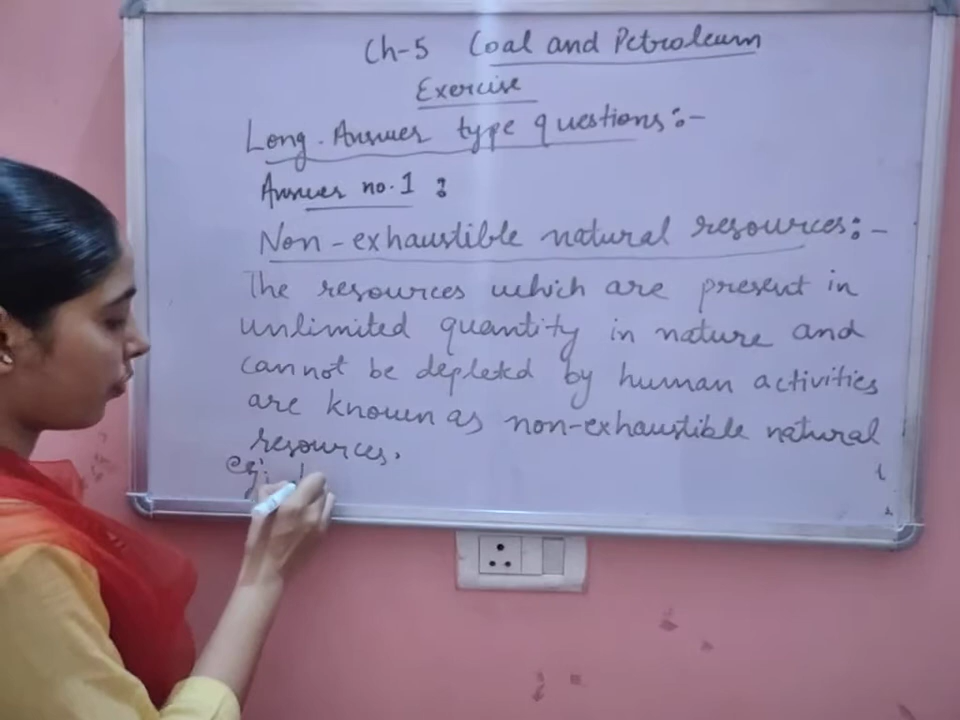 Ch-5 Coal and Petroleum
Exercise
Long Answer type questions:-
Answer no.1 :
Non-exhaustible natural resources:-
The resources which are present in
unlimited quantity in nature and
cannot be depleted by human activities
are known as non-exhaustible natural
resources.
eg: